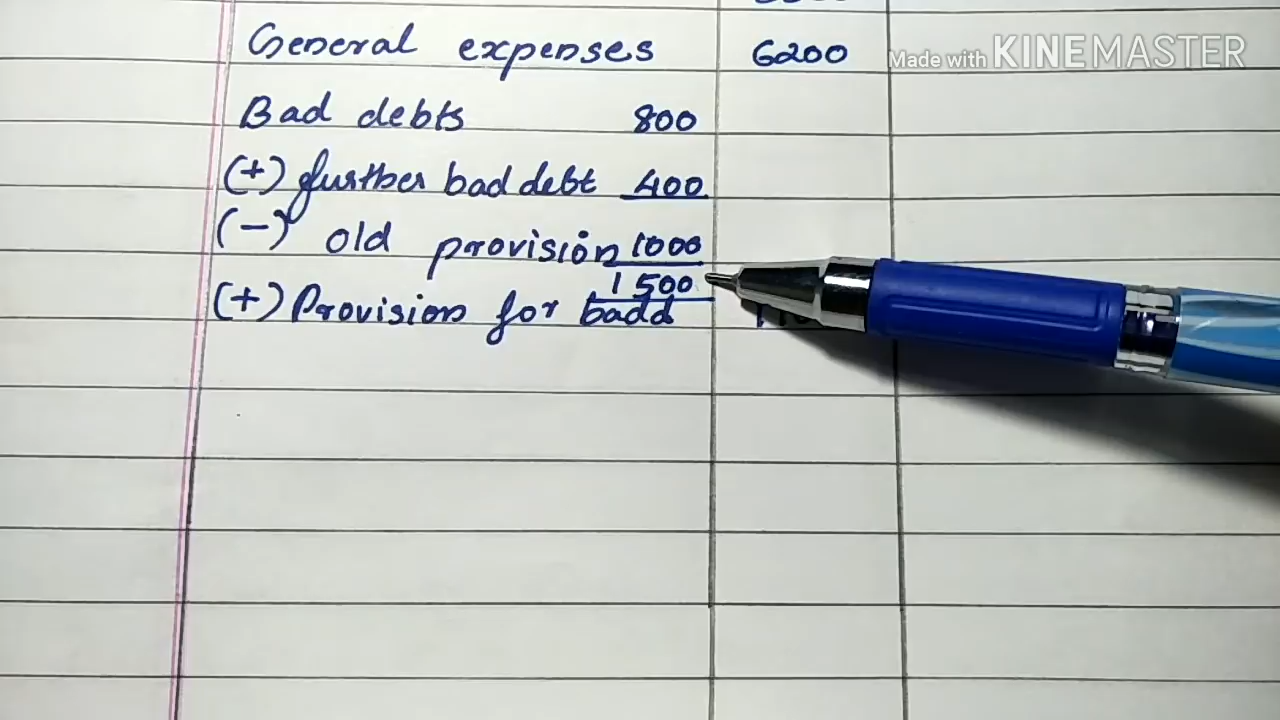 General expenses 6200
Made with KINEMASTER
Bad debts 800
(+) further bad debt 400
(-) old provision 1000
1500
(+) Provision for badd